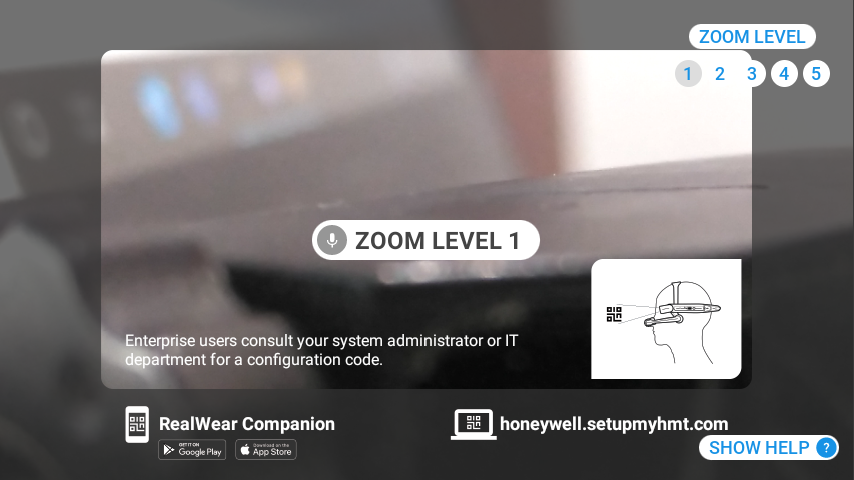 ZOOM LEVEL
1 2 3 4 5
ZOOM LEVEL 1
Enterprise users consult your system administrator or IT
department for a configuration code.
RealWear Companion
GET IT ON
Google Play
Download on the
App Store
honeywell.setupmyhmt.com
SHOW HELP ?